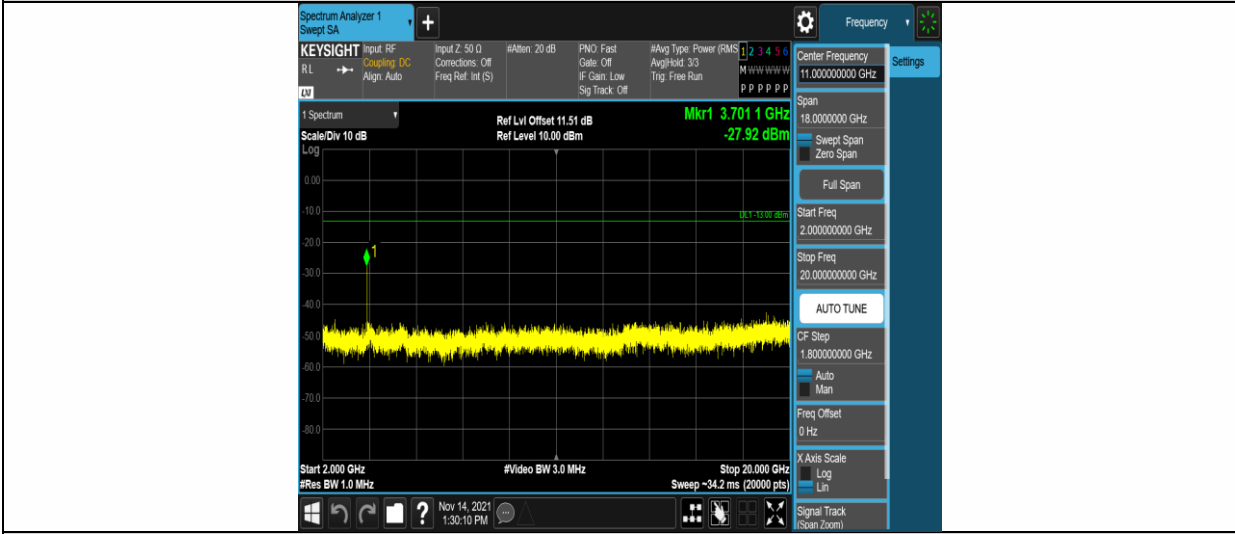 Spectrum Analyzer 1
Swept SA
+
Frequency
KEYSIGHT
R L
LXI
Input: RF
Coupling: DC
Align: Auto
Input Z: 50 Ω
Corrections: Off
Freq Ref: Int (S)
#Atten: 20 dB
PNO: Fast
Gate: Off
IF Gain: Low
Sig Track: Off
#Avg Type: Power (RMS
Avg|Hold: 3/3
Trig: Free Run
1 2 3 4 5 6
M W W W W W
P P P P P P
1 Spectrum
Scale/Div 10 dB
Log
Ref Lvl Offset 11.51 dB
Ref Level 10.00 dBm
Mkr1 3.701 1 GHz
-27.92 dBm
0.00
-10.0
DL1 -13.00 dBm
-20.0
1
-30.0
-40.0
-50.0
-60.0
-70.0
-80.0
Start 2.000 GHz
#Res BW 1.0 MHz
#Video BW 3.0 MHz
Stop 20.000 GHz
Sweep ~34.2 ms (20000 pts)
?
Nov 14, 2021
1:30:10 PM
Center Frequency
11.000000000 GHz
Settings
Span
18.0000000 GHz
Swept Span
Zero Span
Full Span
Start Freq
2.000000000 GHz
Stop Freq
20.000000000 GHz
AUTO TUNE
CF Step
1.800000000 GHz
Auto
Man
Freq Offset
0 Hz
X Axis Scale
Log
Lin
Signal Track
(Span Zoom)